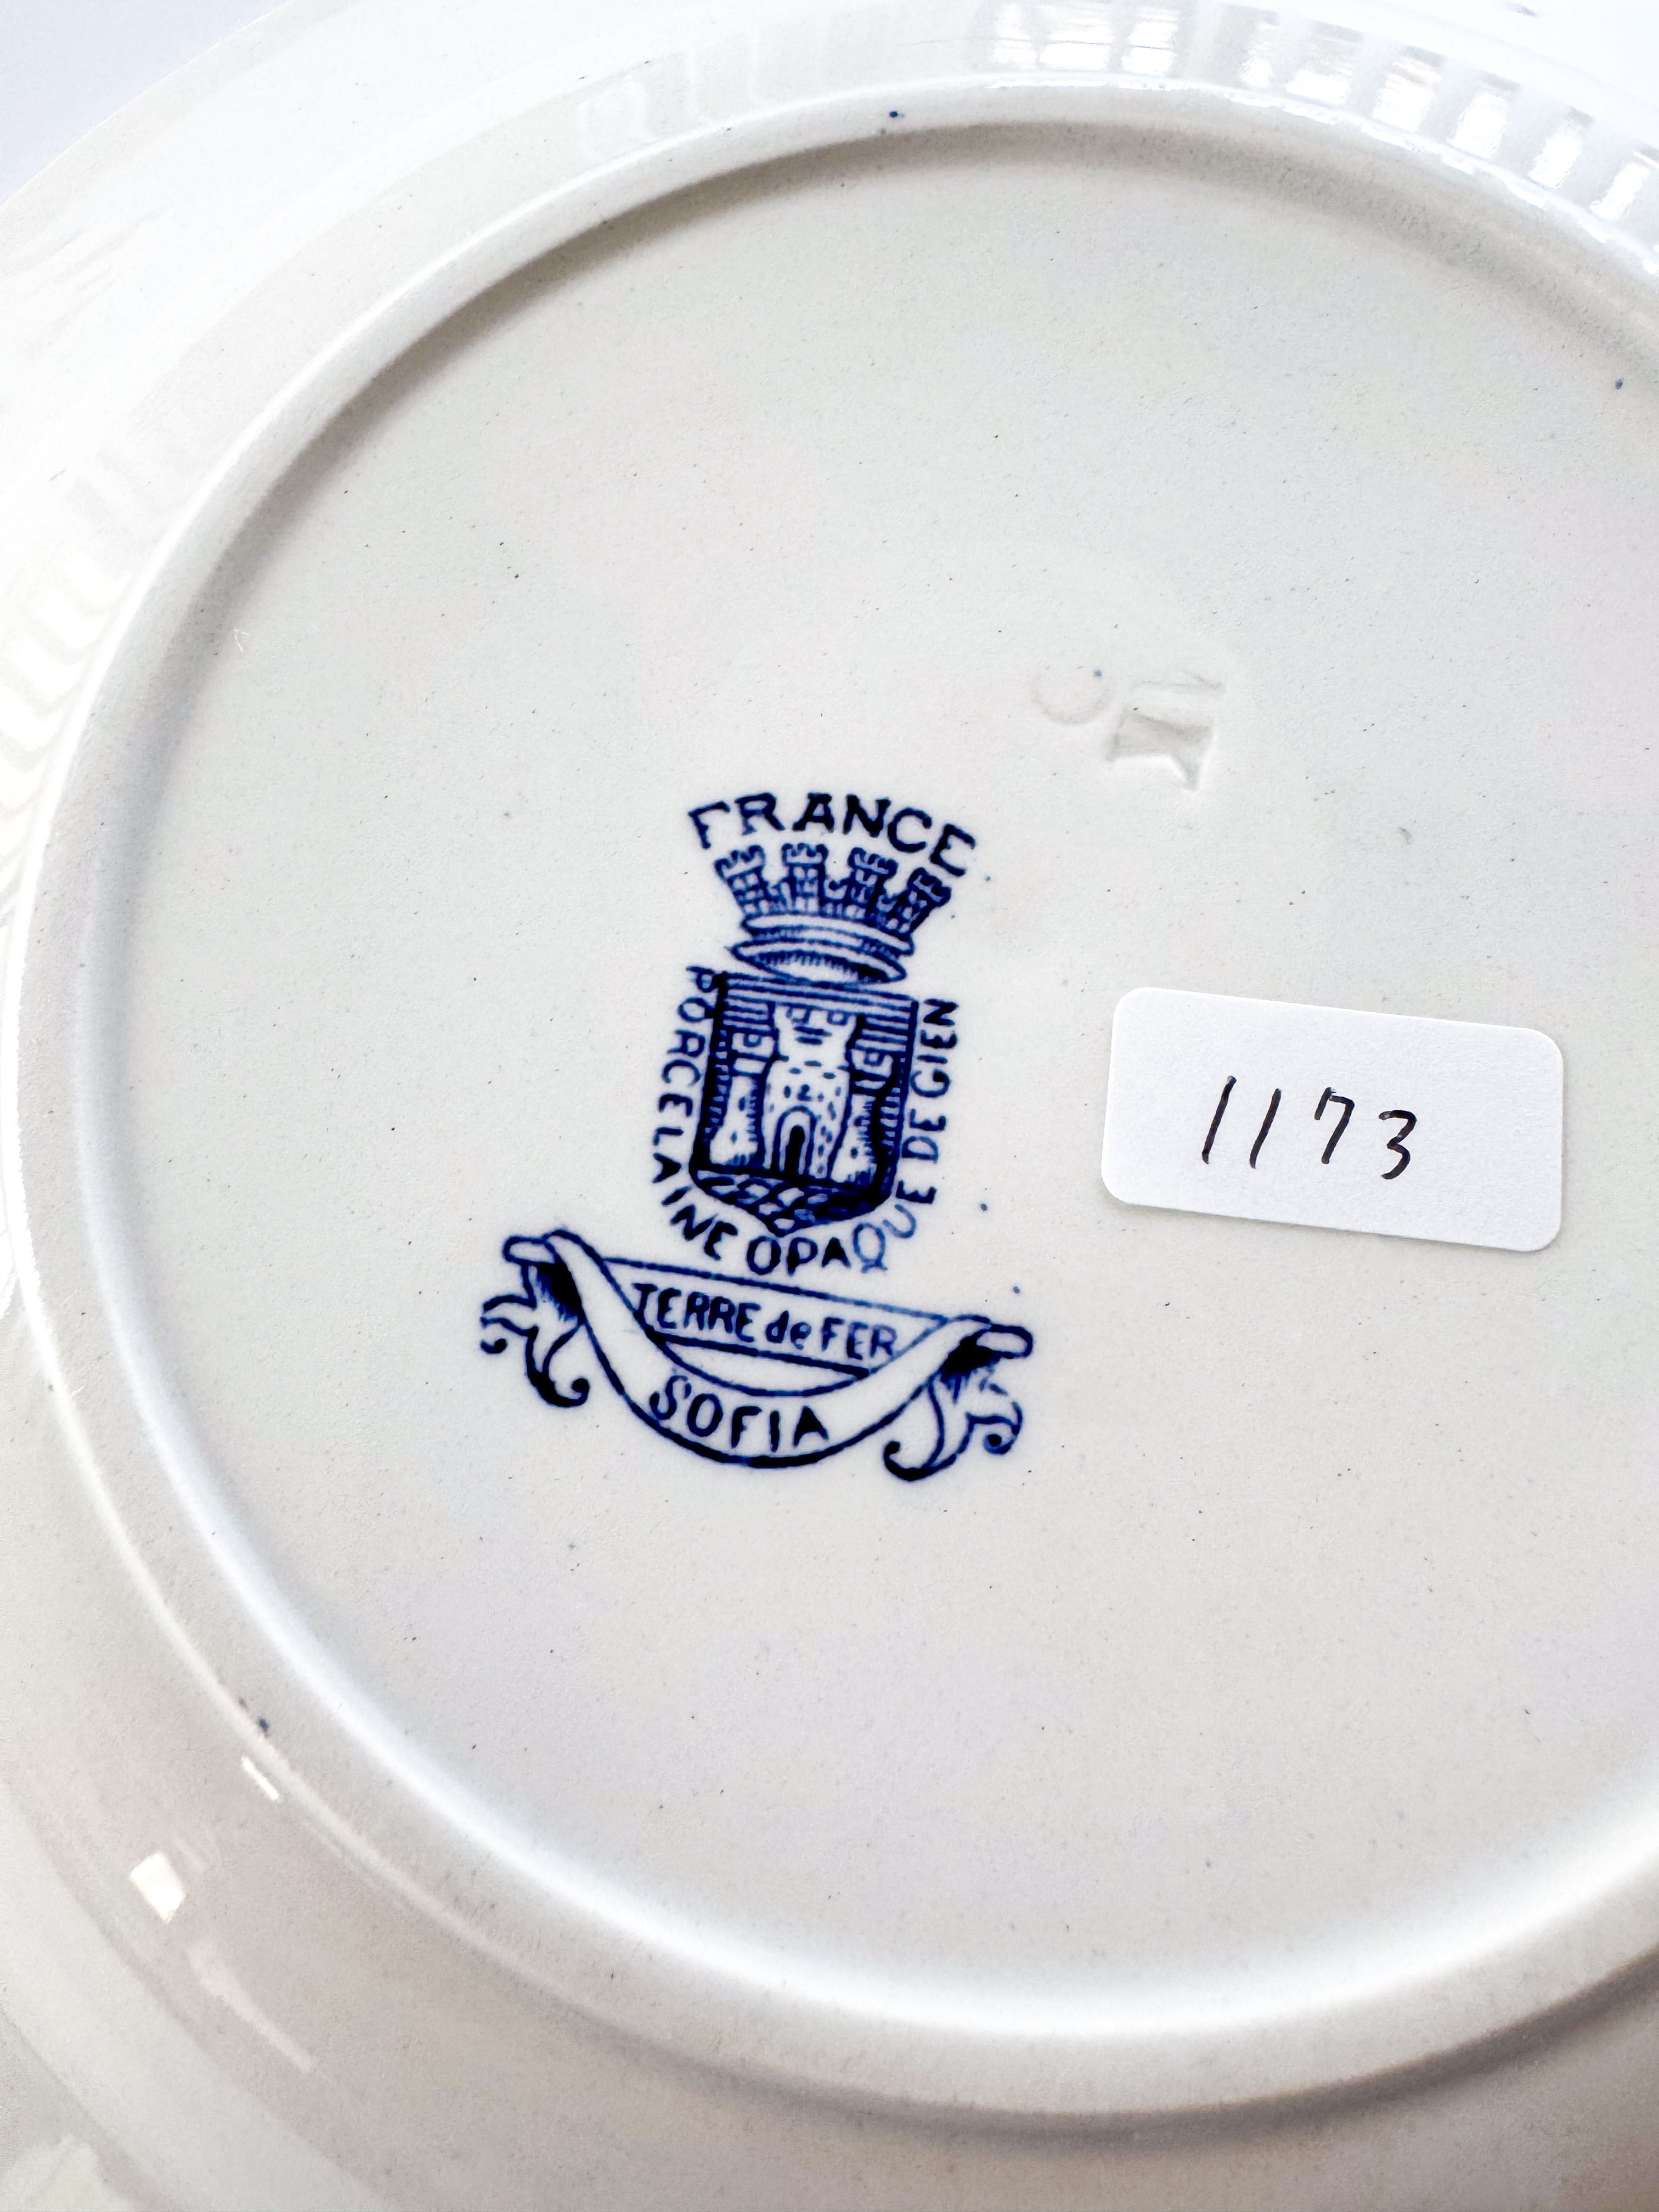 FRANCE
PORCELAINE OPAQUE DE GIEN
TERRE de FER
SOFIA
1173